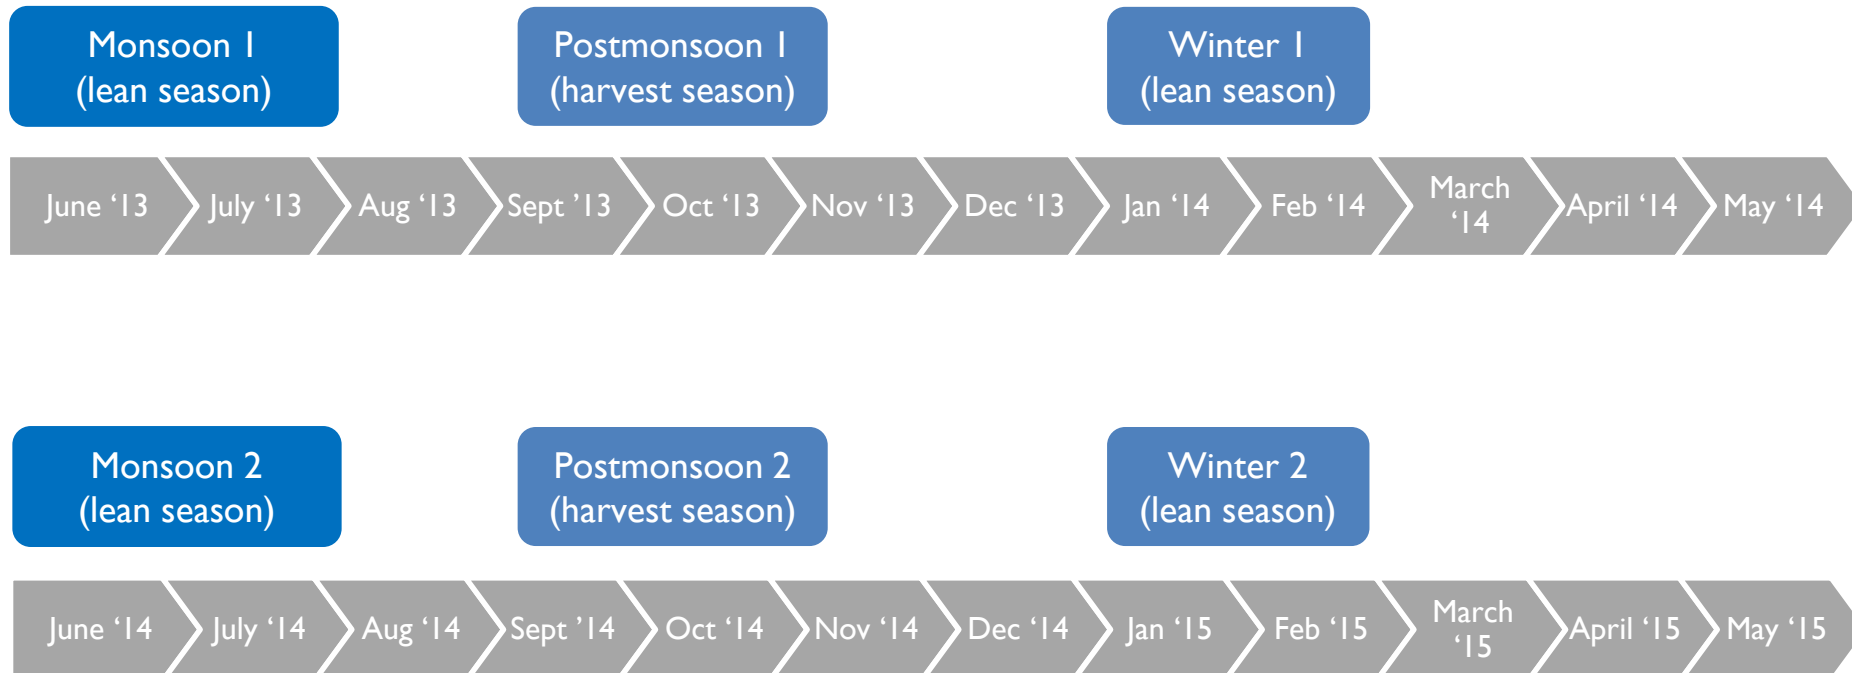 Monsoon 1
(lean season)
Postmonsoon 1
(harvest season)
Winter 1
(lean season)
June ‘13
July ‘13
Aug ‘13
Sept ’13
Oct ‘13
Nov ‘13
Dec ‘13
Jan ‘14
Feb ‘14
March
‘14
April ‘14
May ‘14
Monsoon 2
(lean season)
Postmonsoon 2
(harvest season)
Winter 2
(lean season)
June ‘14
July ‘14
Aug ‘14
Sept ‘14
Oct ‘14
Nov ‘14
Dec ‘14
Jan ‘15
Feb ‘15
March
‘15
April ‘15
May ‘15